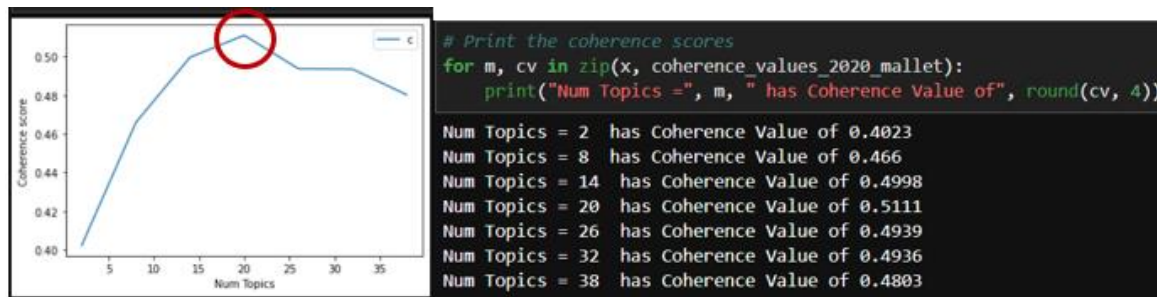 c
0.50
0.48
0.46
0.44
0.42
0.40
Coherence score
5 10 15 20 25 30 35
Num Topics
# Print the coherence scores
for m, cv in zip(x, coherence_values_2020_mallet):
print("Num Topics =", m, " has Coherence Value of", round(cv, 4))
Num Topics = 2  has Coherence Value of 0.4023
Num Topics = 8  has Coherence Value of 0.466
Num Topics = 14  has Coherence Value of 0.4998
Num Topics = 20  has Coherence Value of 0.5111
Num Topics = 26  has Coherence Value of 0.4939
Num Topics = 32  has Coherence Value of 0.4936
Num Topics = 38  has Coherence Value of 0.4803